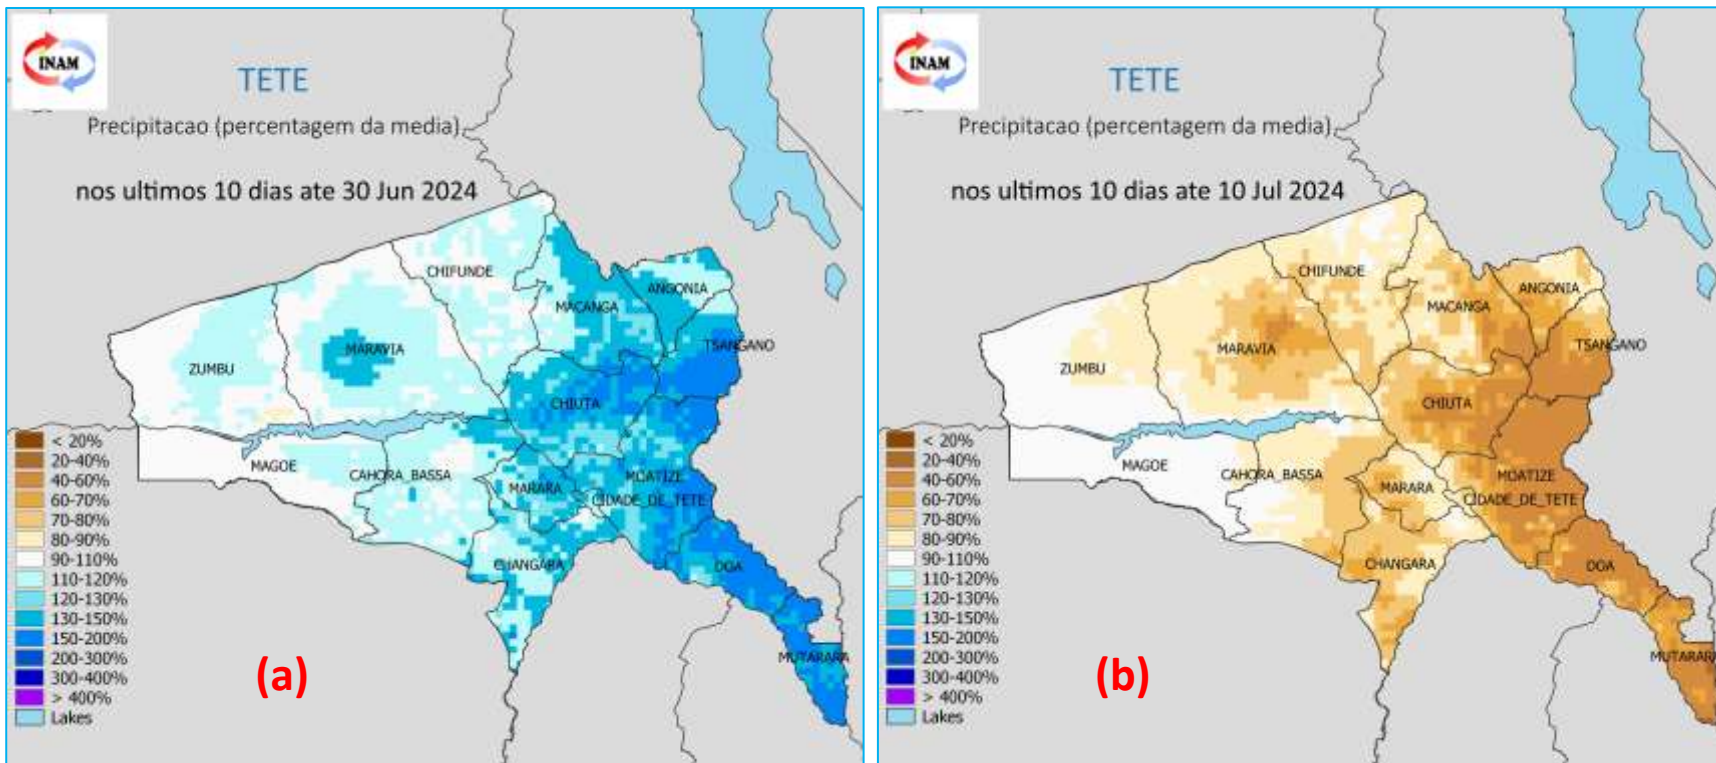 INAM
TETE
Precipitacao (percentagem da media)
nos ultimos 10 dias ate 30 Jun 2024
CHIFUNDE
ANGONIA
MACANGA
TSANGANO
MARAVIA
ZUMBU
CHIUTA
MAGOE
CAHORA_BASSA
MOATIZE
MARARA
CIDADE_DE_TETE
CHANGARA
DOA
MUTARARA
< 20%
20-40%
40-60%
60-70%
70-80%
80-90%
90-110%
110-120%
120-130%
130-150%
150-200%
200-300%
300-400%
> 400%
Lakes
(a)
INAM
TETE
Precipitacao (percentagem da media)
nos ultimos 10 dias ate 10 Jul 2024
CHIFUNDE
ANGONIA
MACANGA
TSANGANO
MARAVIA
ZUMBU
CHIUTA
MAGOE
CAHORA_BASSA
MOATIZE
MARARA
CIDADE_DE_TETE
CHANGARA
DOA
MUTARARA
< 20%
20-40%
40-60%
60-70%
70-80%
80-90%
90-110%
110-120%
120-130%
130-150%
150-200%
200-300%
300-400%
> 400%
Lakes
(b)